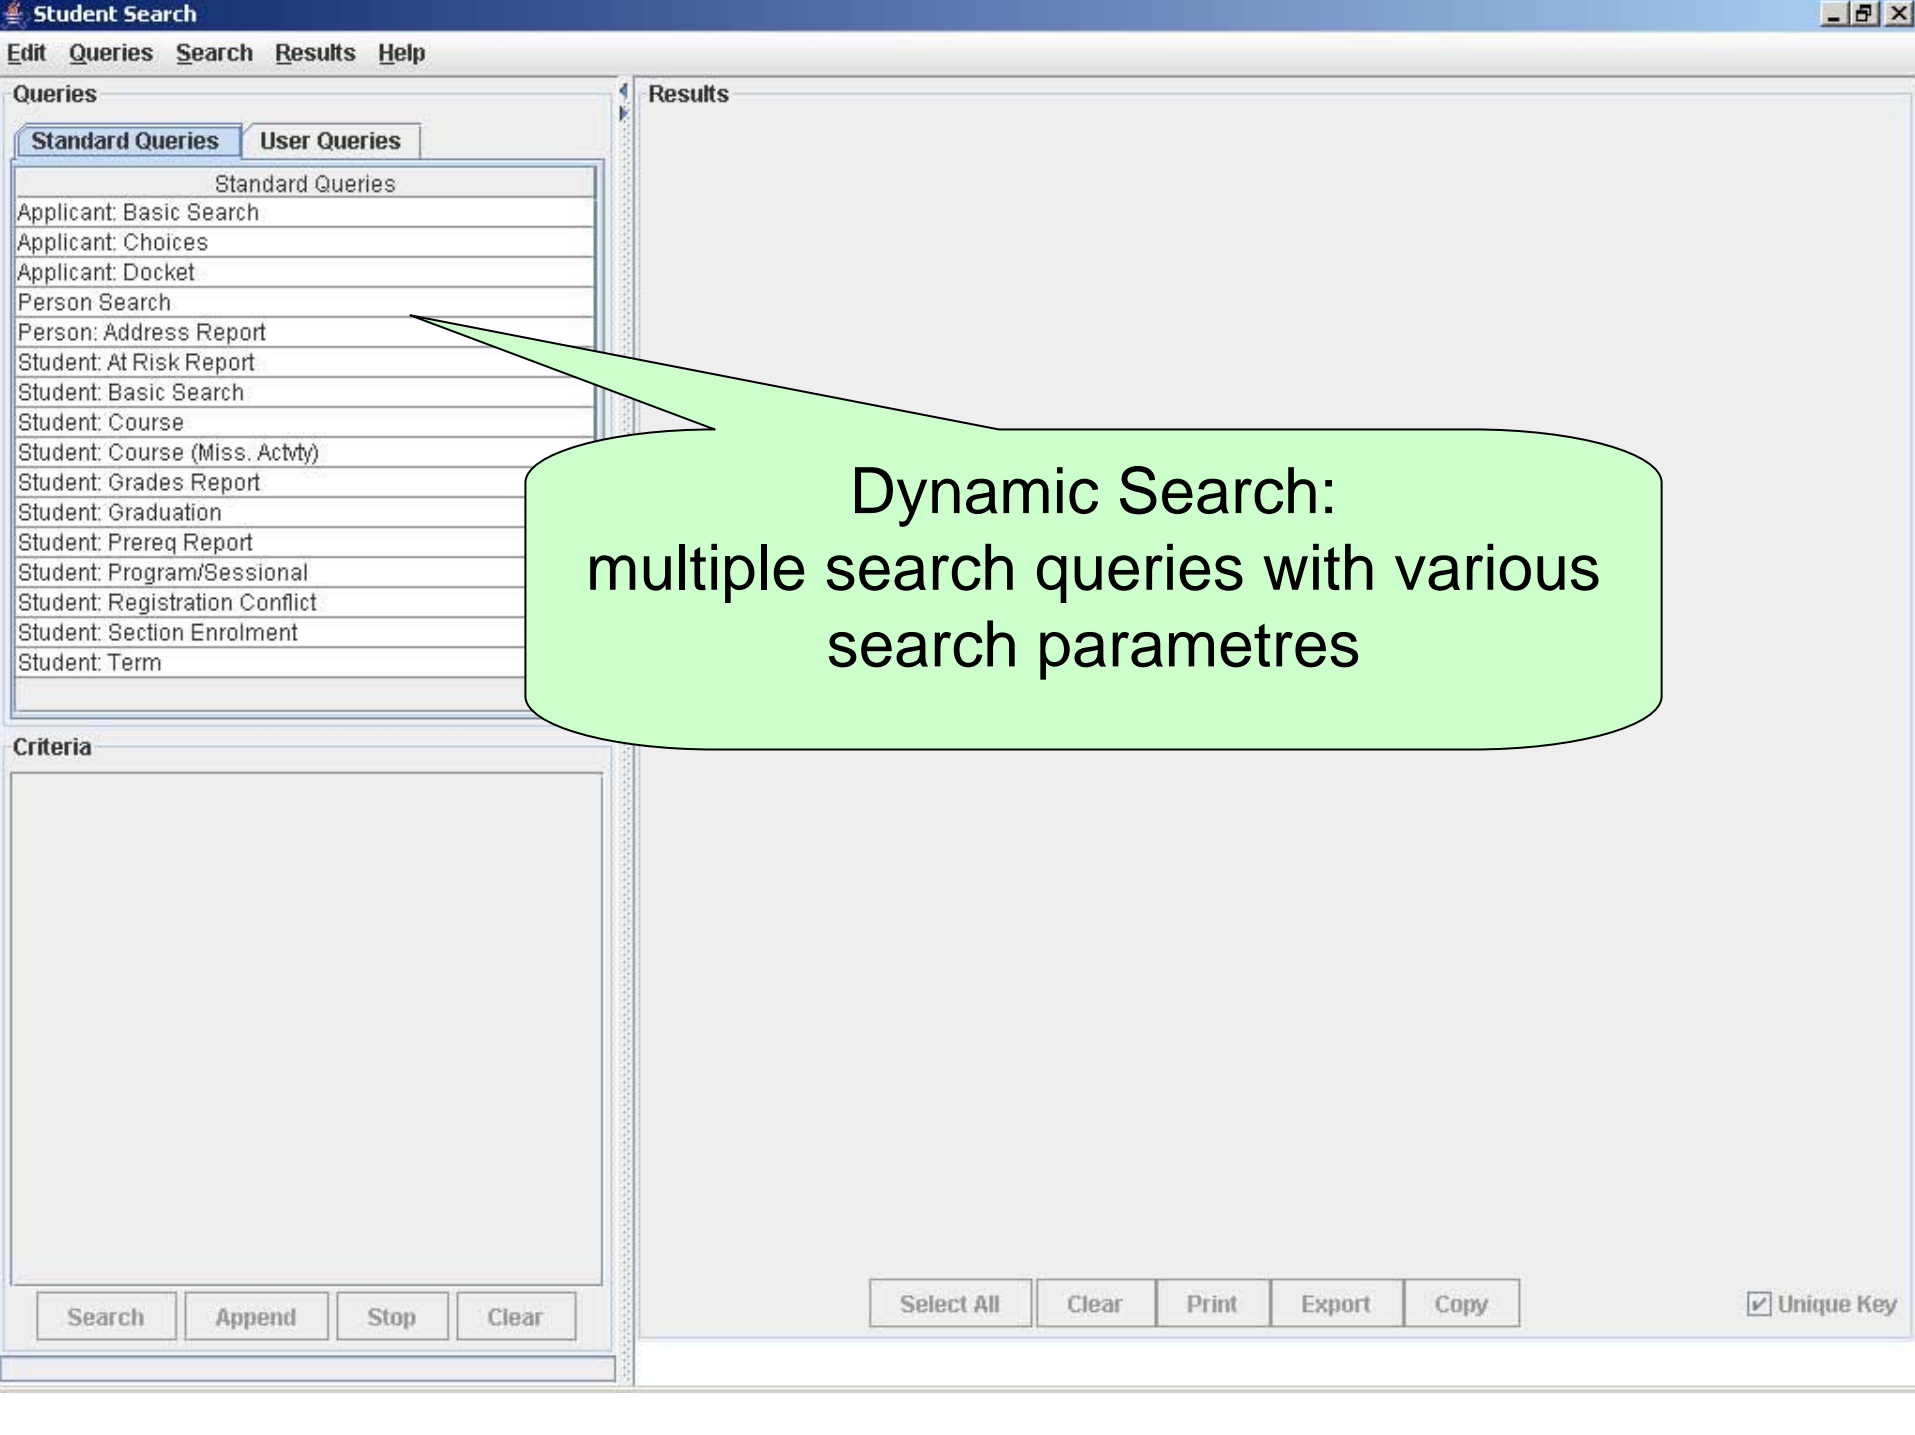 Student Search
Edit Queries Search Results Help
Queries
Standard Queries User Queries
Standard Queries
Applicant: Basic Search
Applicant: Choices
Applicant: Docket
Person Search
Person: Address Report
Student: At Risk Report
Student: Basic Search
Student: Course
Student: Course (Miss. Actvty)
Student: Grades Report
Student: Graduation
Student: Prereq Report
Student: Program/Sessional
Student: Registration Conflict
Student: Section Enrolment
Student: Term
Criteria
Search Append Stop Clear
Results
Dynamic Search:
multiple search queries with various
search parametres
Select All Clear Print Export Copy Unique Key